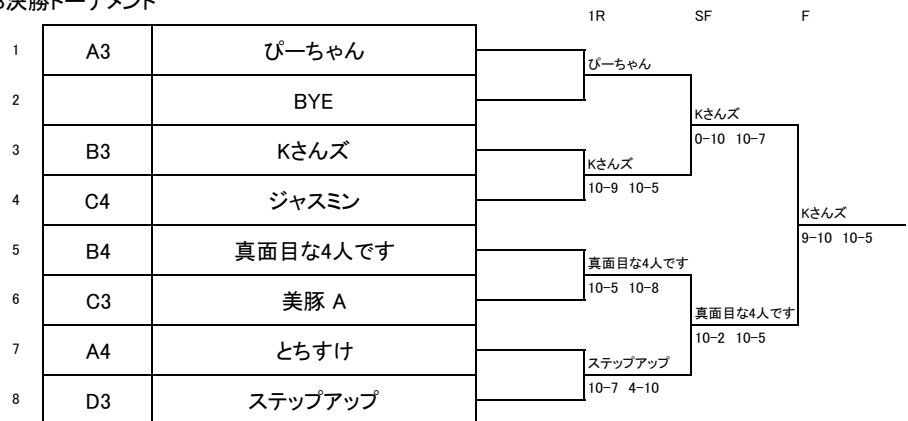 決勝トーナメント
1R SF F
1 A3 ぴーちゃん
ぴーちゃん
2 BYE
Kさんズ
0-10 10-7
3 B3 Kさんズ
Kさんズ
10-9 10-5
4 C4 ジャスミン
Kさんズ
9-10 10-5
5 B4 真面目な4人です
真面目な4人です
10-5 10-8
6 C3 美豚 A
真面目な4人です
10-2 10-5
7 A4 とちすけ
ステップアップ
10-7 4-10
8 D3 ステップアップ